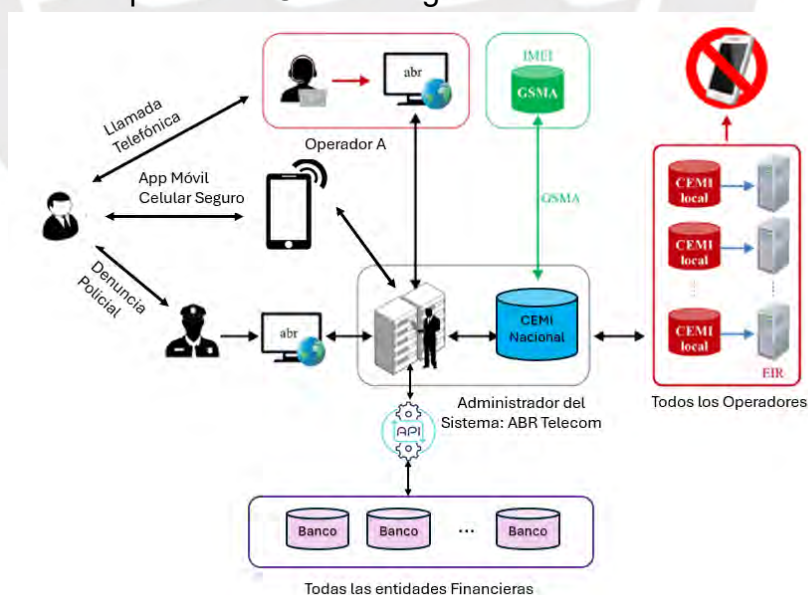 abr
Operador A
IMEI
GSMA
Llamada
Telefónica
App Móvil
Celular Seguro
Denuncia
Policial
abr
GSMA
CEMI
Nacional
CEMI
local
CEMI
local
CEMI
local
EIR
Todos los Operadores
Administrador del
Sistema: ABR Telecom
API
Banco
Banco
...
Banco
Todas las entidades Financieras